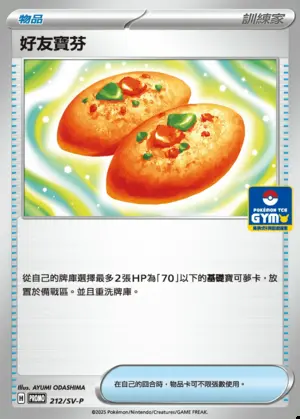 物品
訓練家
好友寶芬
POKÉMON TCG
GYM
從自己的牌庫選擇最多2張HP為「70」以下的基礎寶可夢卡,放
置於備戰區。並且重洗牌庫。
Illus. AYUMI ODASHIMA
H PROMO 212/SV-P
在自己的回合時,物品卡可不限張數使用。
©2025 Pokémon/Nintendo/Creatures/GAME FREAK.